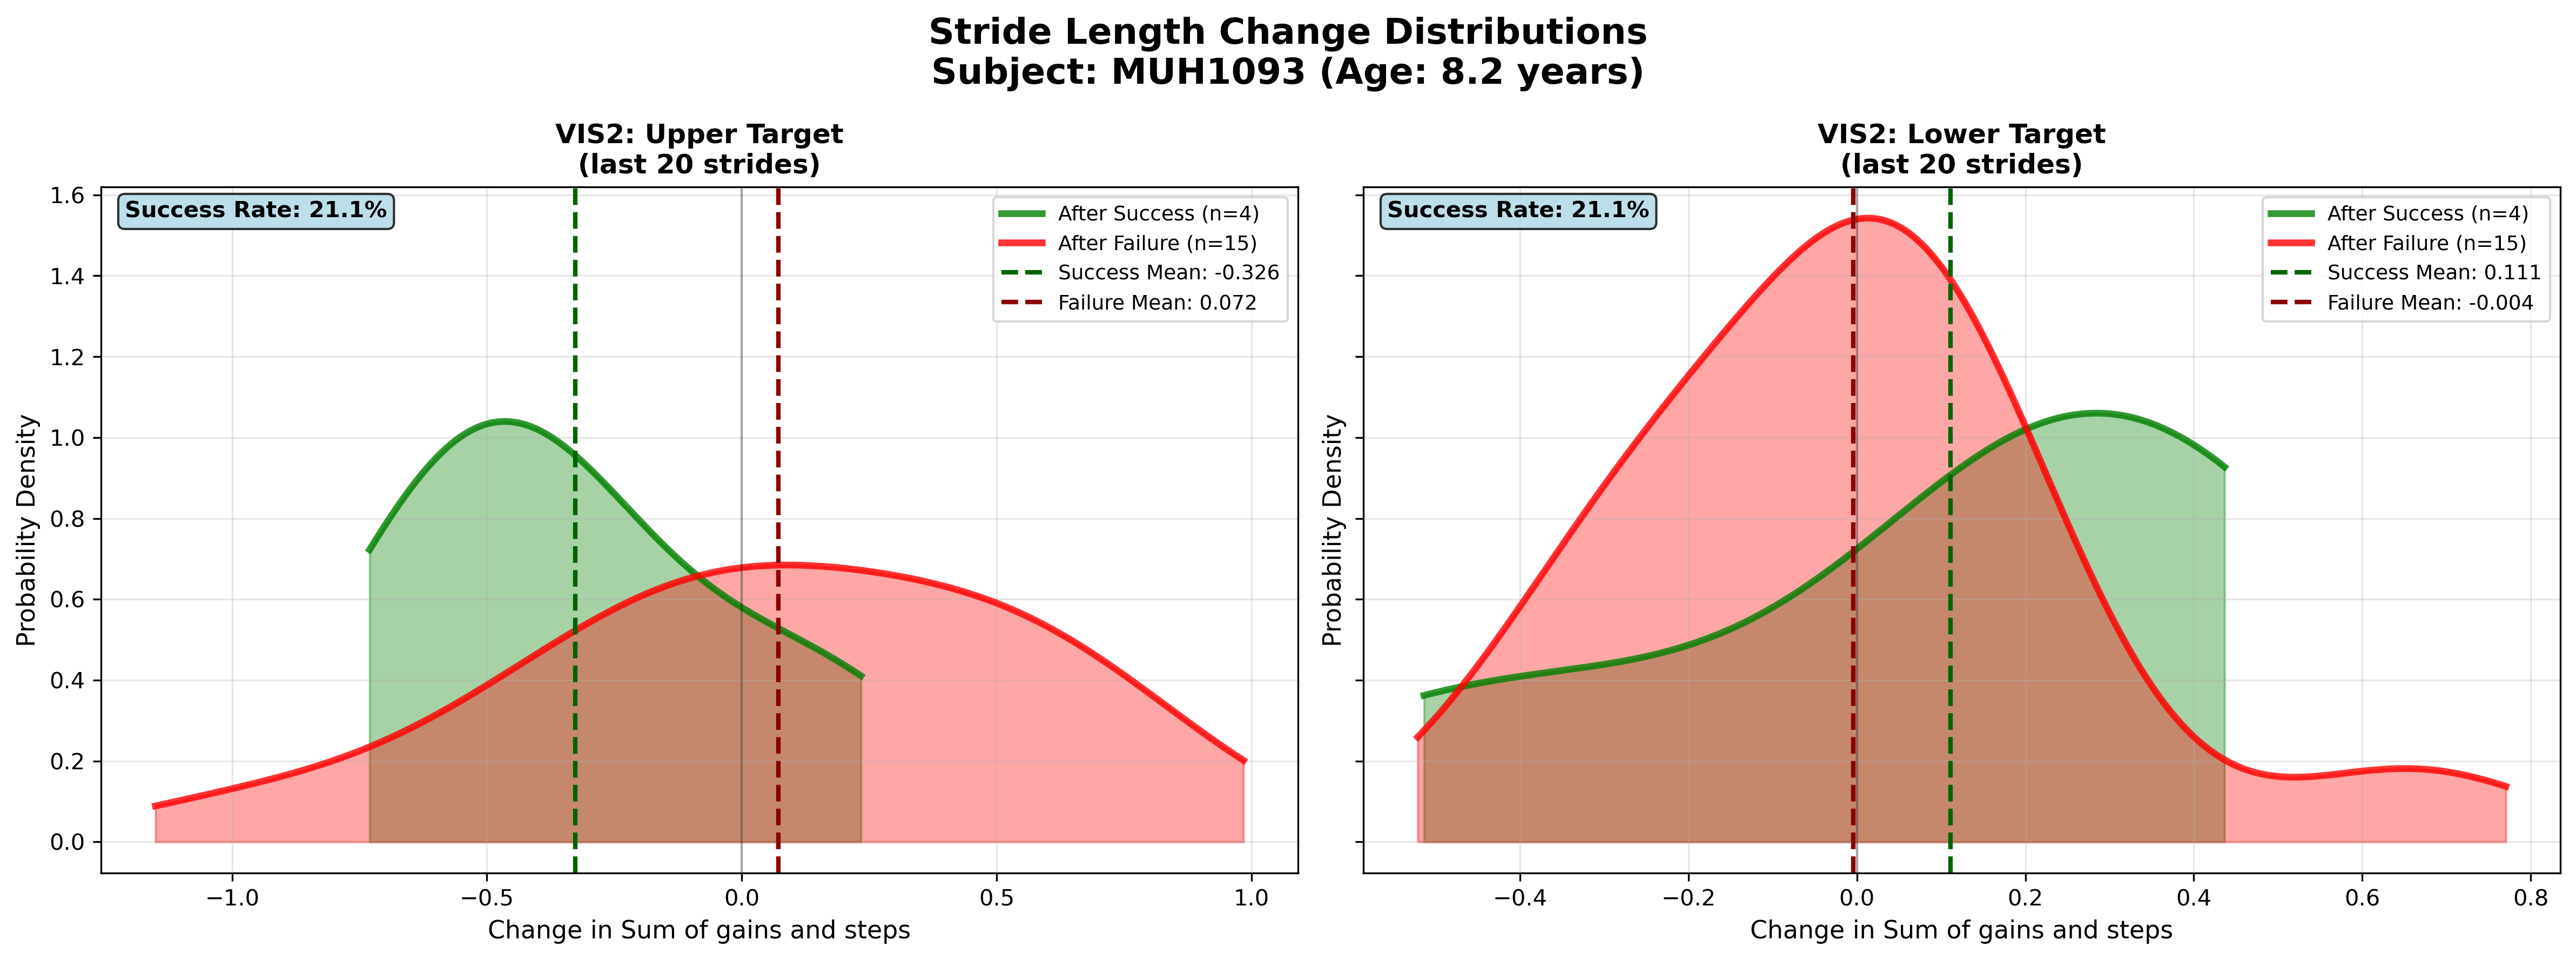 Stride Length Change Distributions
Subject: MUH1093 (Age: 8.2 years)
VIS2: Upper Target
(last 20 strides)
Success Rate: 21.1%
After Success (n=4)
After Failure (n=15)
Success Mean: -0.326
Failure Mean: 0.072
Probability Density
1.6
1.4
1.2
1.0
0.8
0.6
0.4
0.2
0.0
−1.0
−0.5
0.0
0.5
1.0
Change in Sum of gains and steps
VIS2: Lower Target
(last 20 strides)
Success Rate: 21.1%
After Success (n=4)
After Failure (n=15)
Success Mean: 0.111
Failure Mean: -0.004
Probability Density
−0.4
−0.2
0.0
0.2
0.4
0.6
0.8
Change in Sum of gains and steps